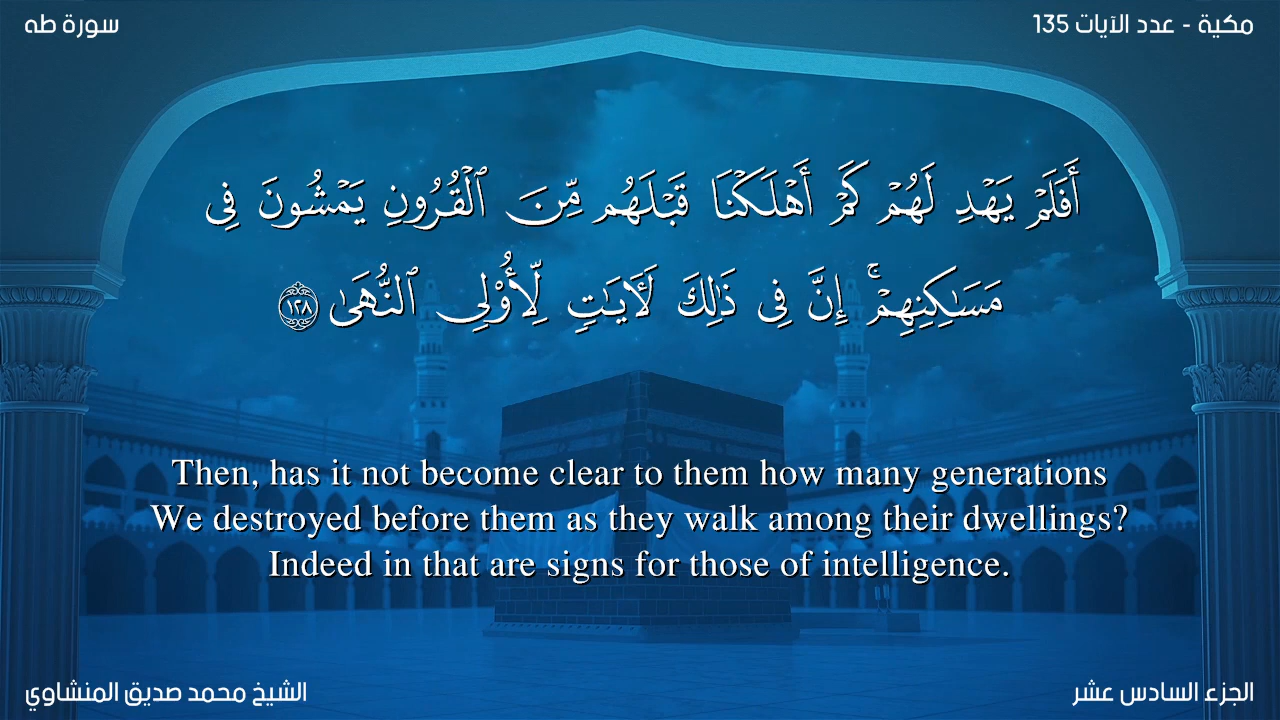 سورة طه
مكية - عدد الآيات 135
أَفَلَمْ يَهْدِ لَهُمْ كَمْ أَهْلَكْنَا قَبْلَهُم مِّنَ ٱلْقُرُونِ يَمْشُونَ فِى
مَسَـٰكِنِهِمْ ۚ إِنَّ فِى ذَٰلِكَ لَـَٔايَـٰتٍ لِّأُو۟لِى ٱلنُّهَىٰ ١٢٨
Then, has it not become clear to them how many generations
We destroyed before them as they walk among their dwellings?
Indeed in that are signs for those of intelligence.
الشيخ محمد صديق المنشاوي
الجزء السادس عشر